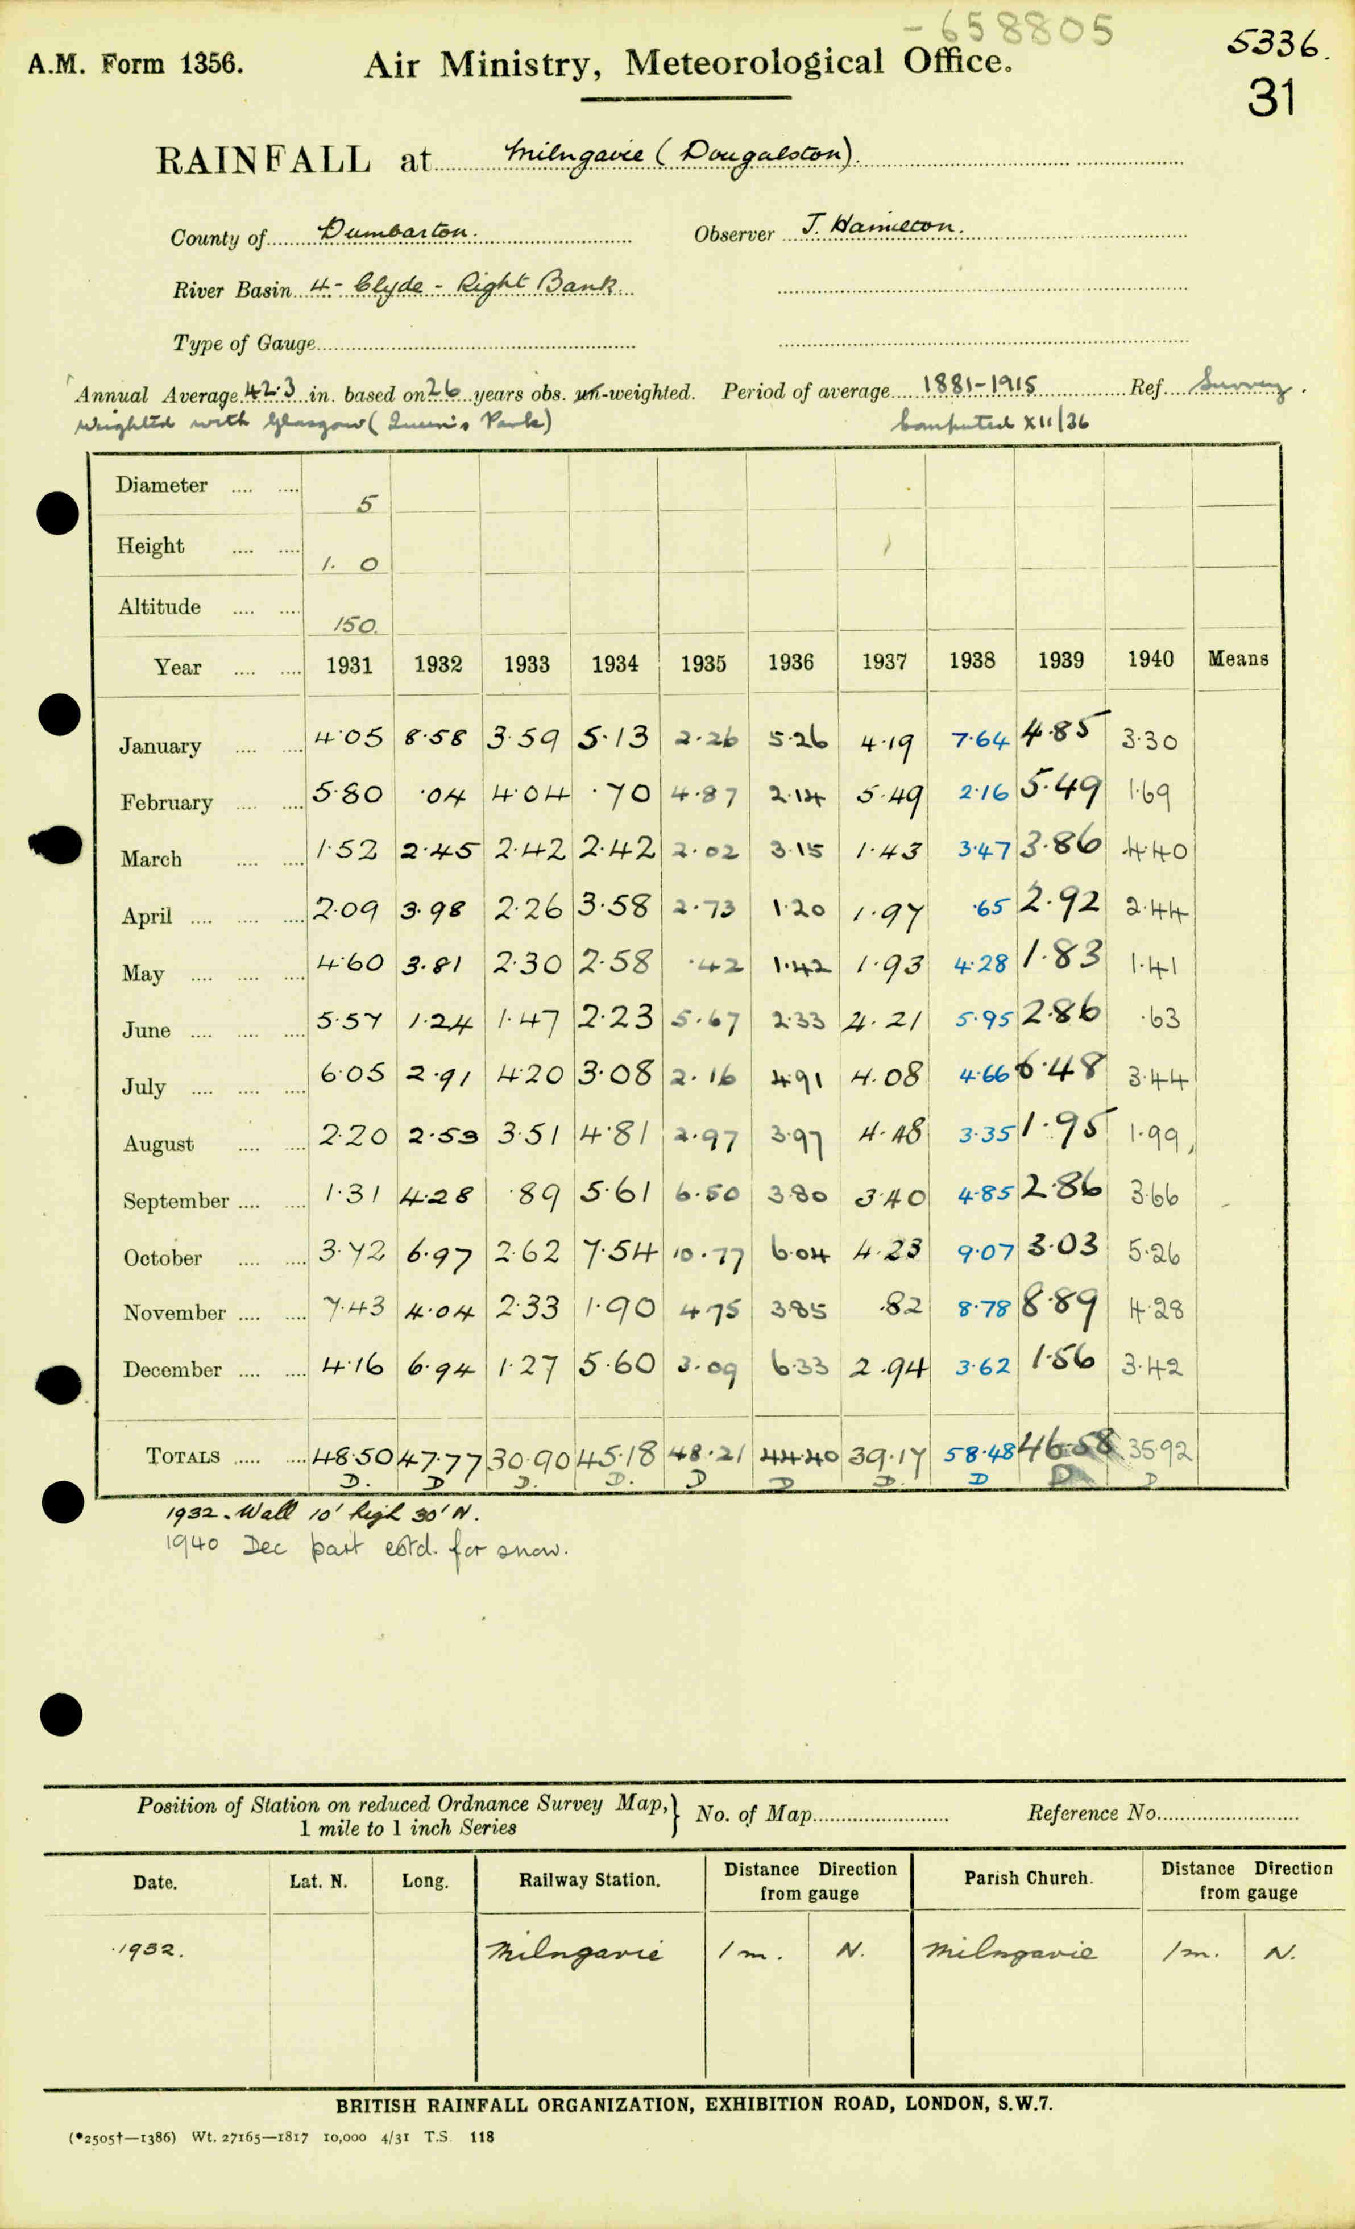 -658805
5336.
A.M. Form 1356. Air Ministry, Meteorological Office.
31
RAINFALL at Milngavie (Dougalston).
County of Dumbarton. Observer J. Hamilton.
River Basin 4 - Clyde - Right Bank
Type of Gauge
Annual Average 42.3 in. based on 26 years obs. un-weighted. Period of average 1881-1915 Ref. Survey.
weighted with Glasgow (Queen's Park) Computed XII/36
Diameter 5
Height 1. 0
Altitude 150.
Year 1931 1932 1933 1934 1935 1936 1937 1938 1939 1940 Means
January 4.05 8.58 3.59 5.13 2.26 5.26 4.19 7.64 4.85 3.30
February 5.80 .04 4.04 .70 4.87 2.14 5.49 2.16 5.49 1.69
March 1.52 2.45 2.42 2.42 2.02 3.15 1.43 3.47 3.86 4.40
April 2.09 3.98 2.26 3.58 2.73 1.20 1.97 .65 2.92 2.44
May 4.60 3.81 2.30 2.58 .42 1.42 1.93 4.28 1.83 1.41
June 5.57 1.24 1.47 2.23 5.67 2.33 4.21 5.95 2.86 .63
July 6.05 2.91 4.20 3.08 2.16 4.91 4.08 4.66 6.48 3.44
August 2.20 2.53 3.51 4.81 2.97 3.97 4.48 3.35 1.95 1.99
September 1.31 4.28 .89 5.61 6.50 3.80 3.40 4.85 2.86 3.66
October 3.72 6.97 2.62 7.54 10.77 6.04 4.23 9.07 3.03 5.26
November 7.43 4.04 2.33 1.90 4.75 3.85 .82 8.78 8.89 4.28
December 4.16 6.94 1.27 5.60 3.09 6.33 2.94 3.62 1.56 3.42
TOTALS 48.50 47.77 30.90 45.18 48.21 44.40 39.17 58.48 46.58 35.92
D. D D. D. D D D. D D D
1932. Wall 10' high 30' N.
1940 Dec part estd. for snow.
Position of Station on reduced Ordnance Survey Map, } No. of Map Reference No.
1 mile to 1 inch Series
Date. Lat. N. Long. Railway Station. Distance Direction from gauge Parish Church. Distance Direction from gauge
1932. Milngavie 1 m. N. Milngavie 1 m. N.
BRITISH RAINFALL ORGANIZATION, EXHIBITION ROAD, LONDON, S.W.7.
(*2505†—1386) Wt. 27165—1817 10,000 4/31 T.S. 118